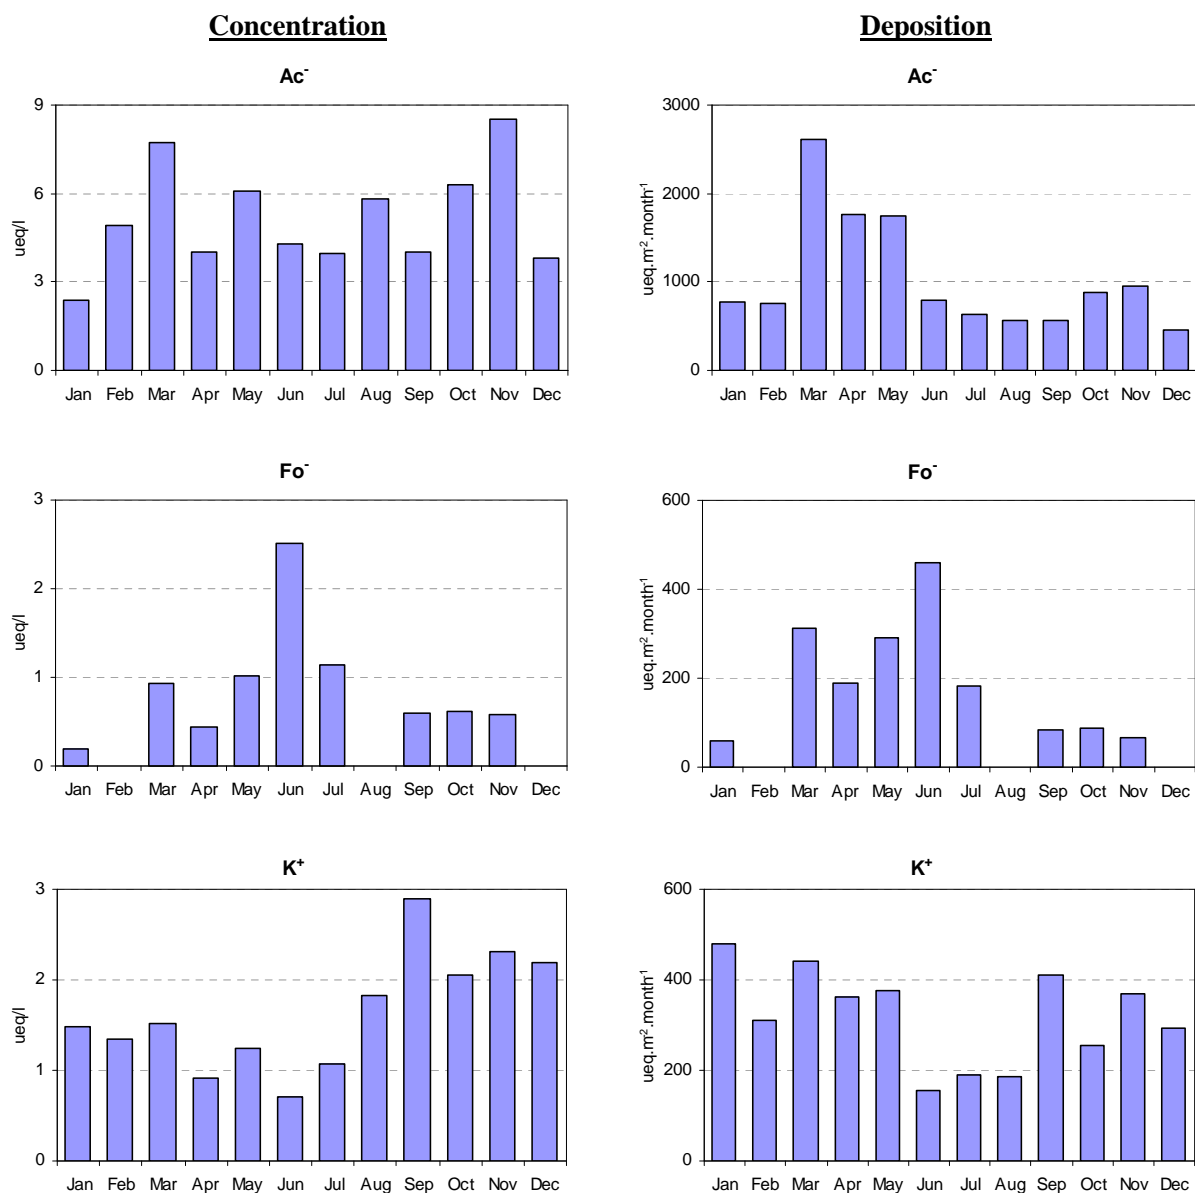 Concentration
Deposition
Ac⁻
9
6
3
0
ueq/l
Jan Feb Mar Apr May Jun Jul Aug Sep Oct Nov Dec
Ac⁻
3000
2000
1000
0
ueq.m⁻².month⁻¹
Jan Feb Mar Apr May Jun Jul Aug Sep Oct Nov Dec
Fo⁻
3
2
1
0
ueq/l
Jan Feb Mar Apr May Jun Jul Aug Sep Oct Nov Dec
Fo⁻
600
400
200
0
ueq.m⁻².month⁻¹
Jan Feb Mar Apr May Jun Jul Aug Sep Oct Nov Dec
K⁺
3
2
1
0
ueq/l
Jan Feb Mar Apr May Jun Jul Aug Sep Oct Nov Dec
K⁺
600
400
200
0
ueq.m⁻².month⁻¹
Jan Feb Mar Apr May Jun Jul Aug Sep Oct Nov Dec